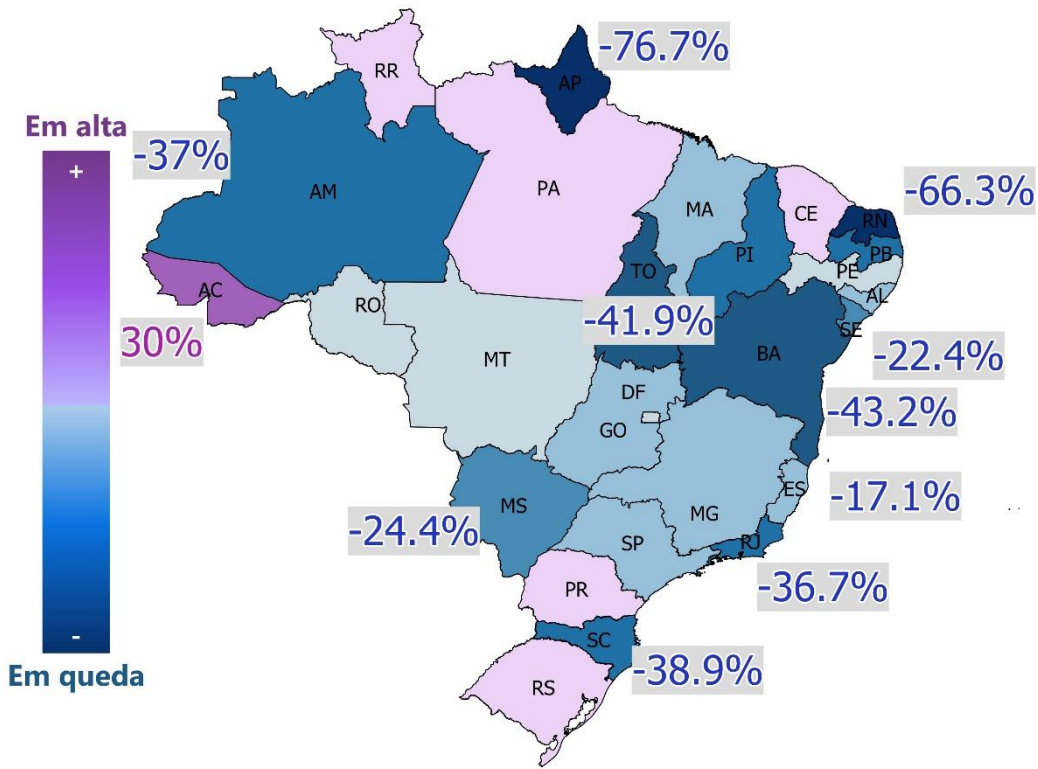 -76.7%
RR
AP
Em alta
+
-37%
AM
PA
MA
CE
-66.3%
RN
PB
PI
PE
AL
SE
TO
AC
RO
30%
-41.9%
MT
BA
-22.4%
DF
GO
-43.2%
ES
-17.1%
MS
-24.4%
MG
SP
RJ
-36.7%
PR
-
SC
Em queda
-38.9%
RS